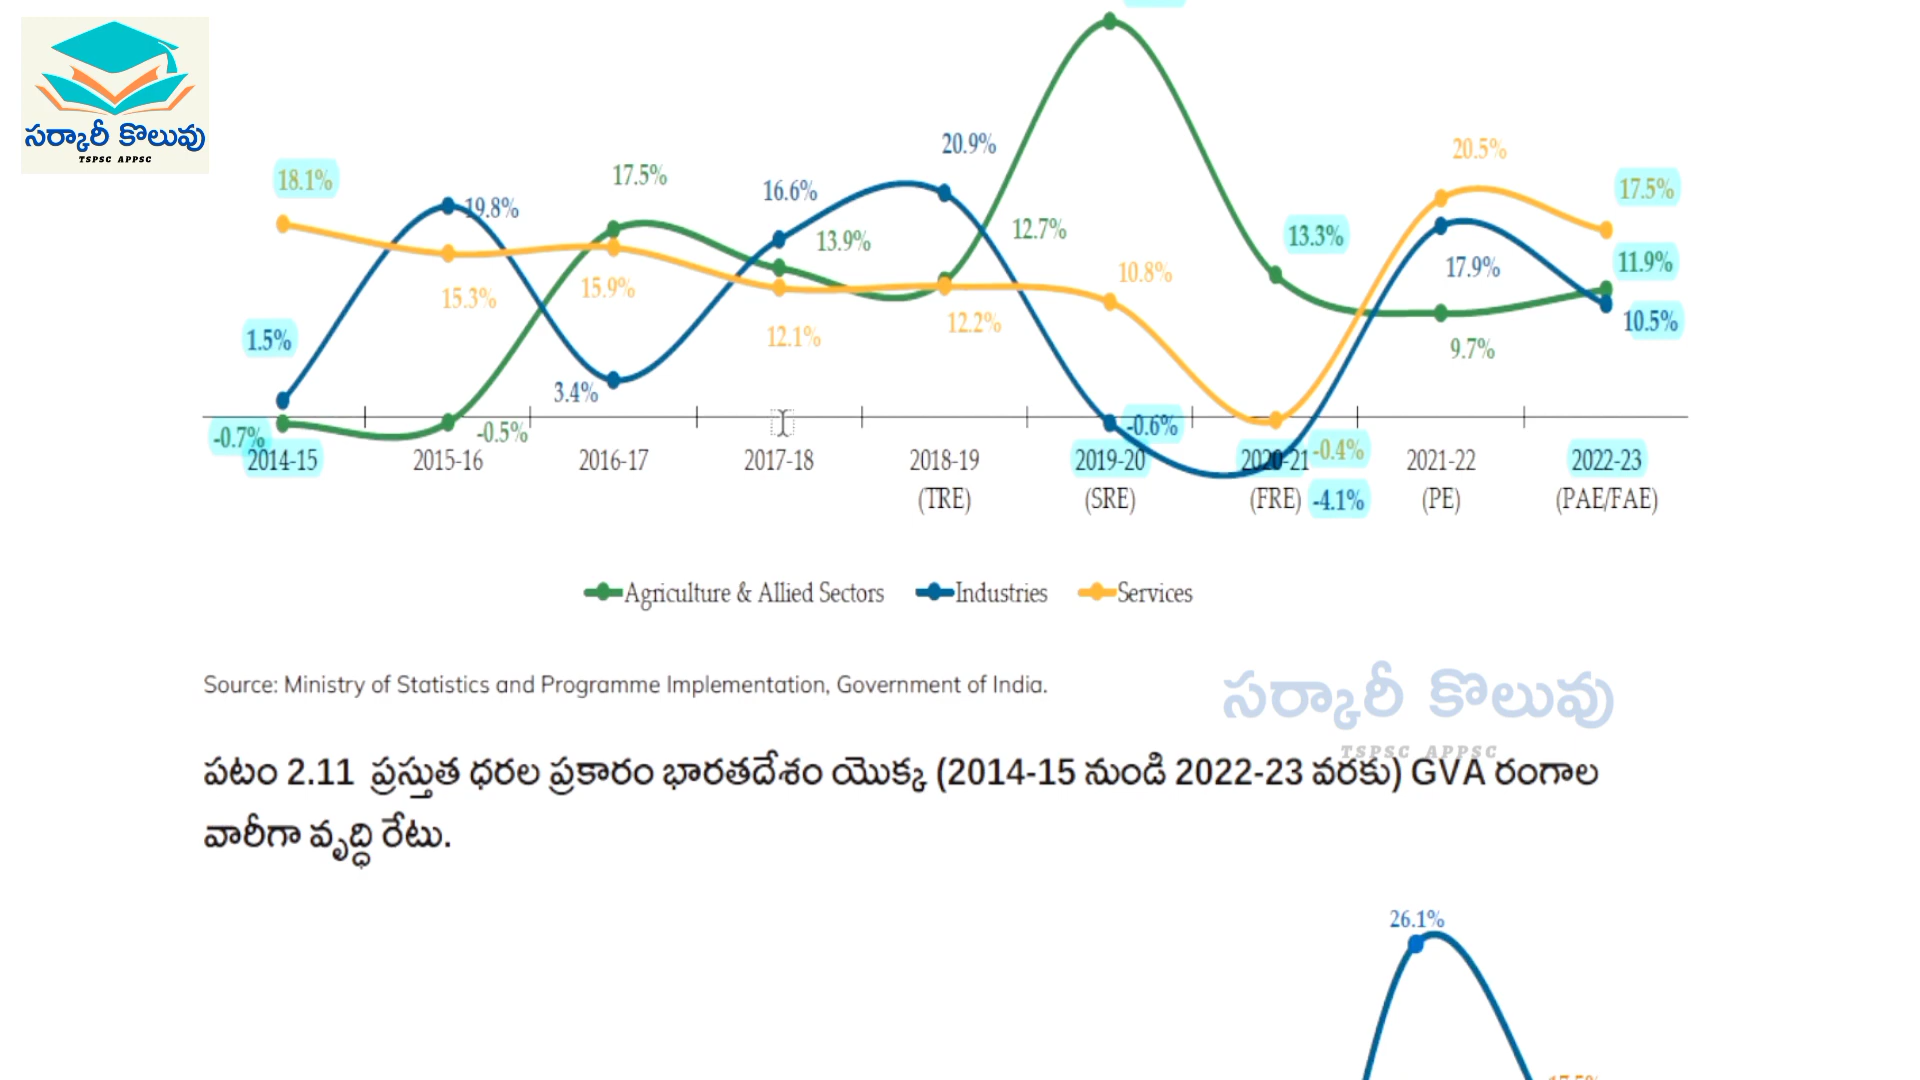 సర్కారీ కొలువు
TSPSC APPSC
20.9%
20.5%
18.1%
17.5%
16.6%
17.5%
19.8%
13.9%
12.7%
13.3%
11.9%
15.3%
15.9%
10.8%
17.9%
1.5%
12.1%
12.2%
10.5%
9.7%
3.4%
-0.7%
-0.5%
-0.6%
-0.4%
2014-15 2015-16 2016-17 2017-18 2018-19 2019-20 2020-21 2021-22 2022-23
(TRE) (SRE) (FRE) -4.1% (PE) (PAE/FAE)
Agriculture & Allied Sectors Industries Services
Source: Ministry of Statistics and Programme Implementation, Government of India.
సర్కారీ కొలువు
TSPSC APPSC
పటం 2.11 ప్రస్తుత ధరల ప్రకారం భారతదేశం యొక్క (2014-15 నుండి 2022-23 వరకు) GVA రంగాల
వారీగా వృద్ధి రేటు.
26.1%